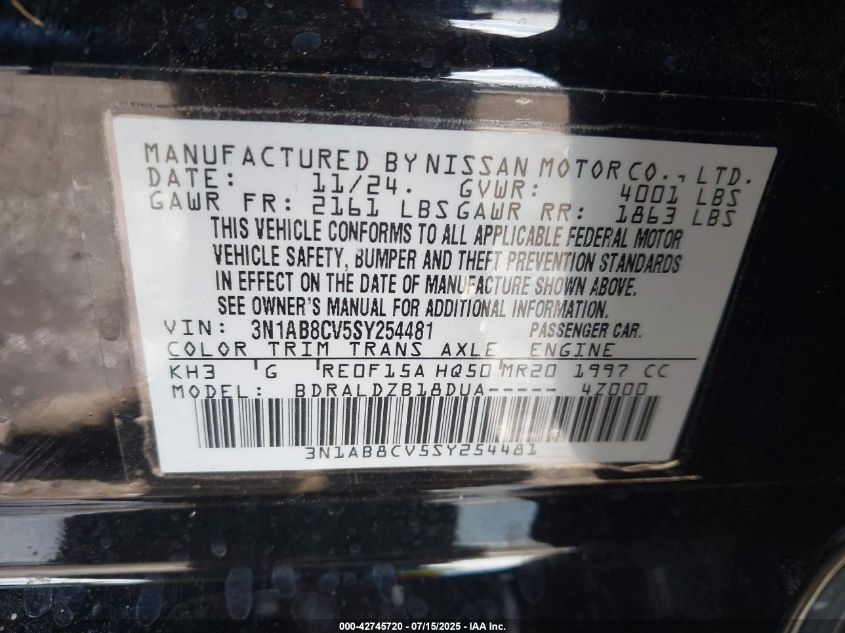 MANUFACTURED BY NISSAN MOTOR CO., LTD.
DATE: 11/24. GVWR: 4001 LBS
GAWR FR: 2161 LBS GAWR RR: 1863 LBS
THIS VEHICLE CONFORMS TO ALL APPLICABLE FEDERAL MOTOR
VEHICLE SAFETY, BUMPER AND THEFT PREVENTION STANDARDS
IN EFFECT ON THE DATE OF MANUFACTURE SHOWN ABOVE.
SEE OWNER'S MANUAL FOR ADDITIONAL INFORMATION.
VIN: 3N1AB8CV5SY254481 PASSENGER CAR.
COLOR TRIM TRANS AXLE ENGINE
KH3 G RE0F15A HQ50 MR20 1997 CC
MODEL: BDRALDZB18DUA----- 4Z000
3N1AB8CV5SY254481
000-42745720 - 07/15/2025 - IAA Inc.